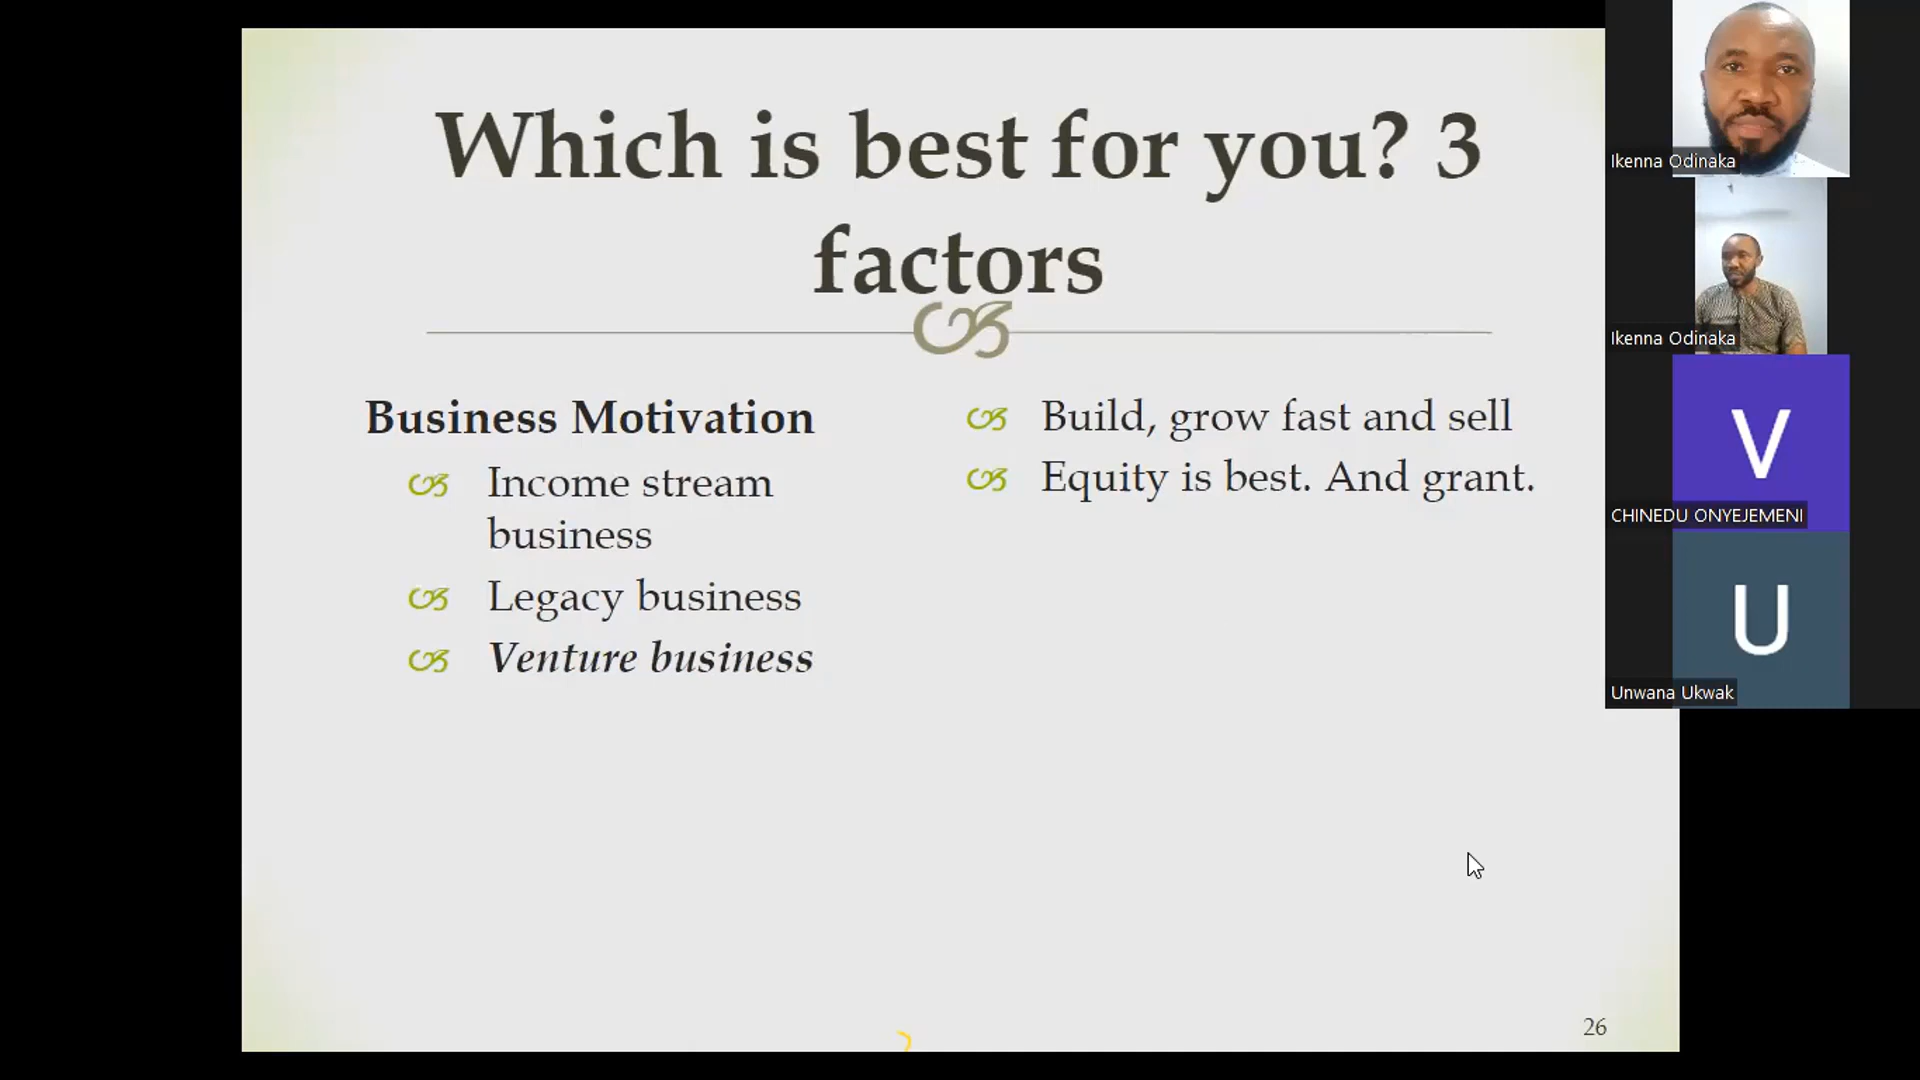 Which is best for you? 3
factors
Business Motivation
Income stream
business
Legacy business
Venture business
Build, grow fast and sell
Equity is best. And grant.
26
Ikenna Odinaka
Ikenna Odinaka
V
CHINEDU ONYEJEMENI
U
Unwana Ukwak